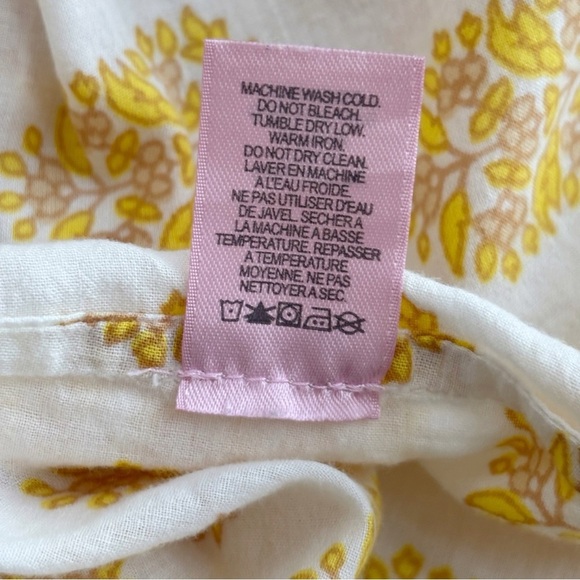 MACHINE WASH COLD.
DO NOT BLEACH.
TUMBLE DRY LOW.
WARM IRON.
DO NOT DRY CLEAN.
LAVER EN MACHINE
A L'EAU FROIDE.
NE PAS UTILISER D'EAU
DE JAVEL. SECHER A
LA MACHINE A BASSE
TEMPERATURE. REPASSER
A TEMPERATURE
MOYENNE. NE PAS
NETTOYER A SEC.